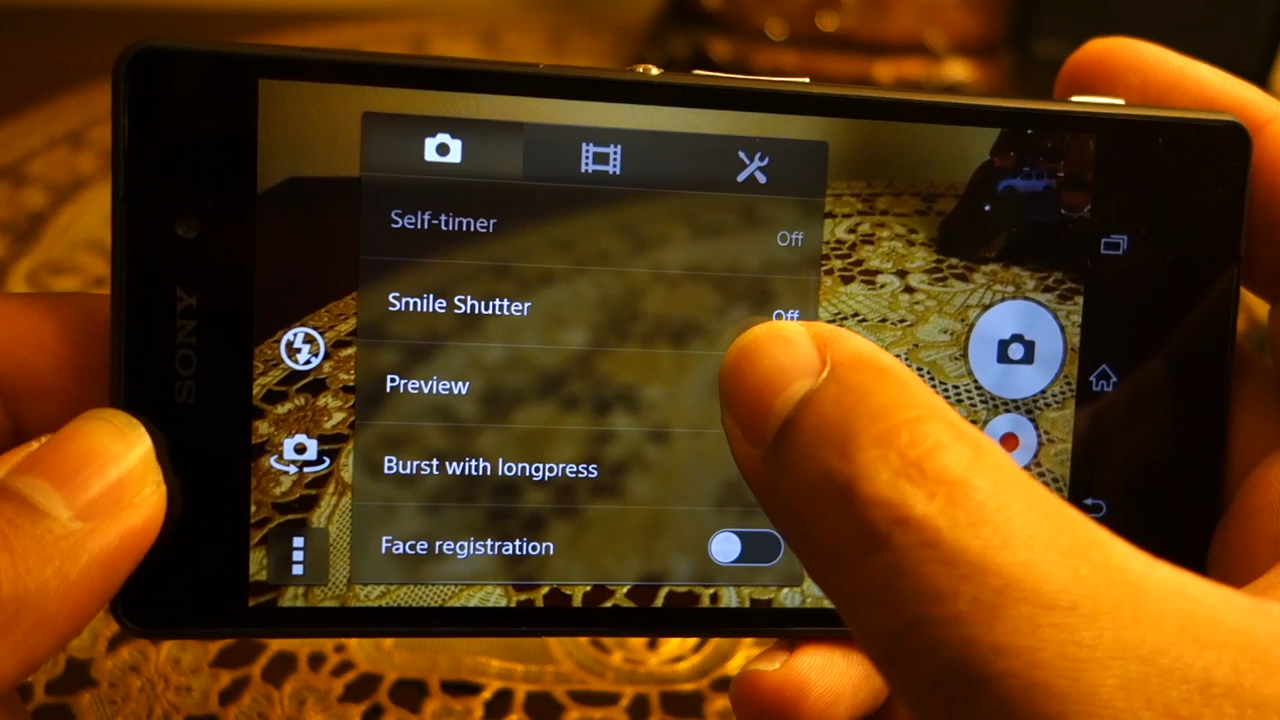 SONY
Self-timer
Off
Smile Shutter
Off
Preview
Burst with longpress
Face registration